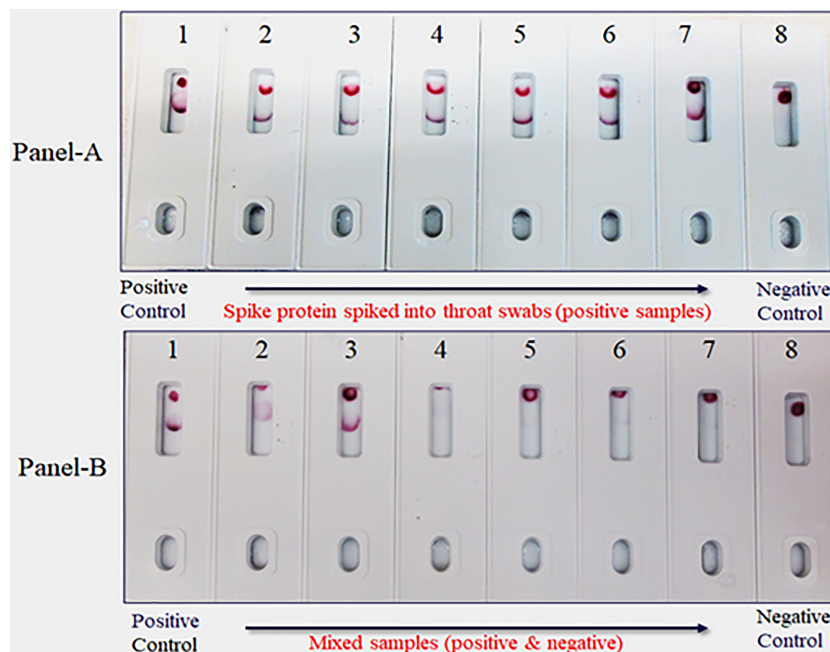 1 2 3 4 5 6 7 8
Panel-A
Positive
Control
Spike protein spiked into throat swabs (positive samples)
Negative
Control
1 2 3 4 5 6 7 8
Panel-B
Positive
Control
Mixed samples (positive & negative)
Negative
Control